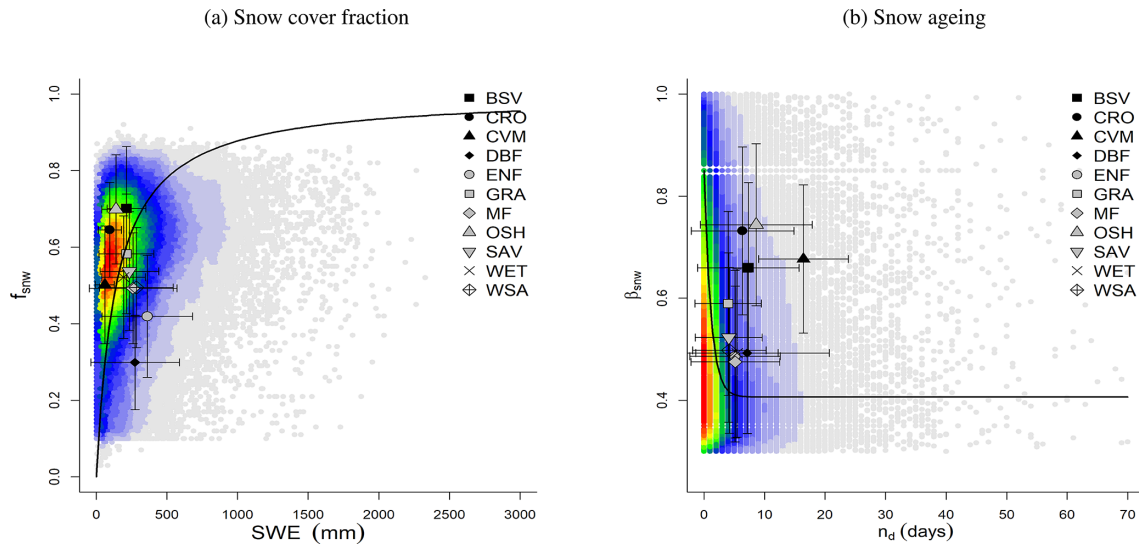 (a) Snow cover fraction
(b) Snow ageing
f_snw
0.0 0.2 0.4 0.6 0.8 1.0
0 500 1000 1500 2000 2500 3000
SWE (mm)
BSV
CRO
CVM
DBF
ENF
GRA
MF
OSH
SAV
WET
WSA
β_snw
0.4 0.6 0.8 1.0
0 10 20 30 40 50 60 70
n_d (days)
BSV
CRO
CVM
DBF
ENF
GRA
MF
OSH
SAV
WET
WSA